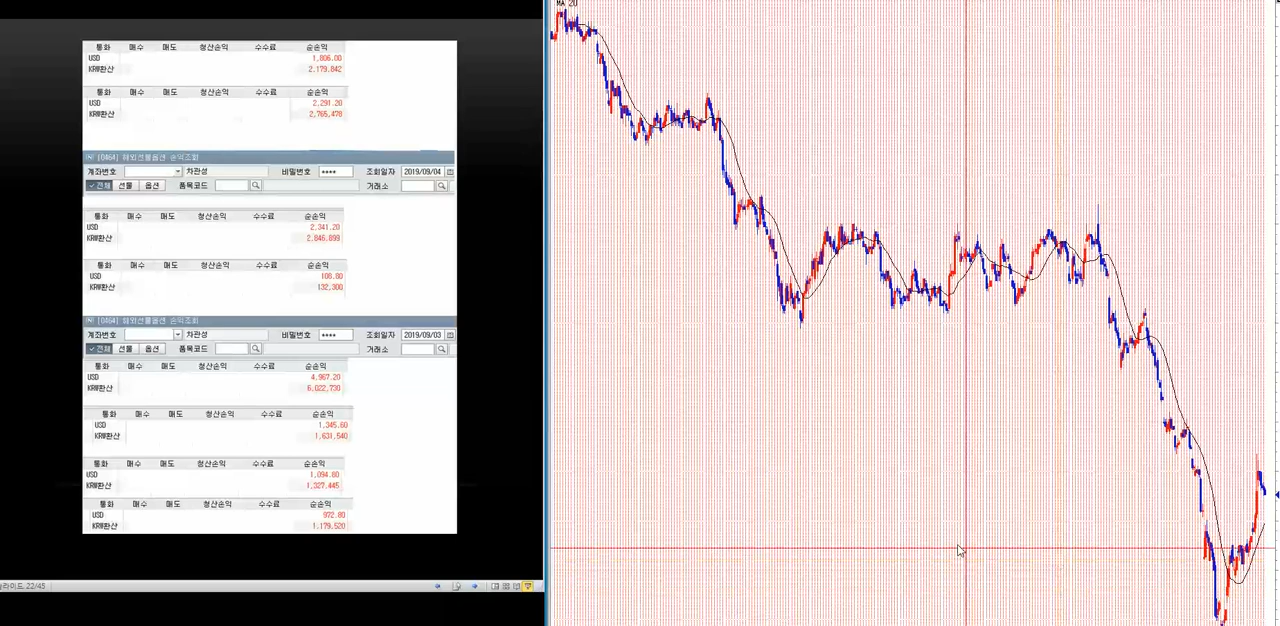 통화 매수 매도 청산손익 수수료 순손익
USD 1,806.00
KRW환산 2,179,842
통화 매수 매도 청산손익 수수료 순손익
USD 2,291.20
KRW환산 2,765,478
[0464] 해외선물옵션 손익조회
계좌번호 차관성 비밀번호 **** 조회일자 2019/09/04
전체 선물 옵션 품목코드 거래소
통화 매수 매도 청산손익 수수료 순손익
USD 2,341.20
KRW환산 2,846,899
통화 매수 매도 청산손익 수수료 순손익
USD 108.80
KRW환산 132,300
[0464] 해외선물옵션 손익조회
계좌번호 차관성 비밀번호 **** 조회일자 2019/09/03
전체 선물 옵션 품목코드 거래소
통화 매수 매도 청산손익 수수료 순손익
USD 4,967.20
KRW환산 6,022,730
통화 매수 매도 청산손익 수수료 순손익
USD 1,345.60
KRW환산 1,631,540
통화 매수 매도 청산손익 수수료 순손익
USD 1,094.80
KRW환산 1,327,445
통화 매수 매도 청산손익 수수료 순손익
USD 972.80
KRW환산 1,179,520
라이드 22/45
MA 20